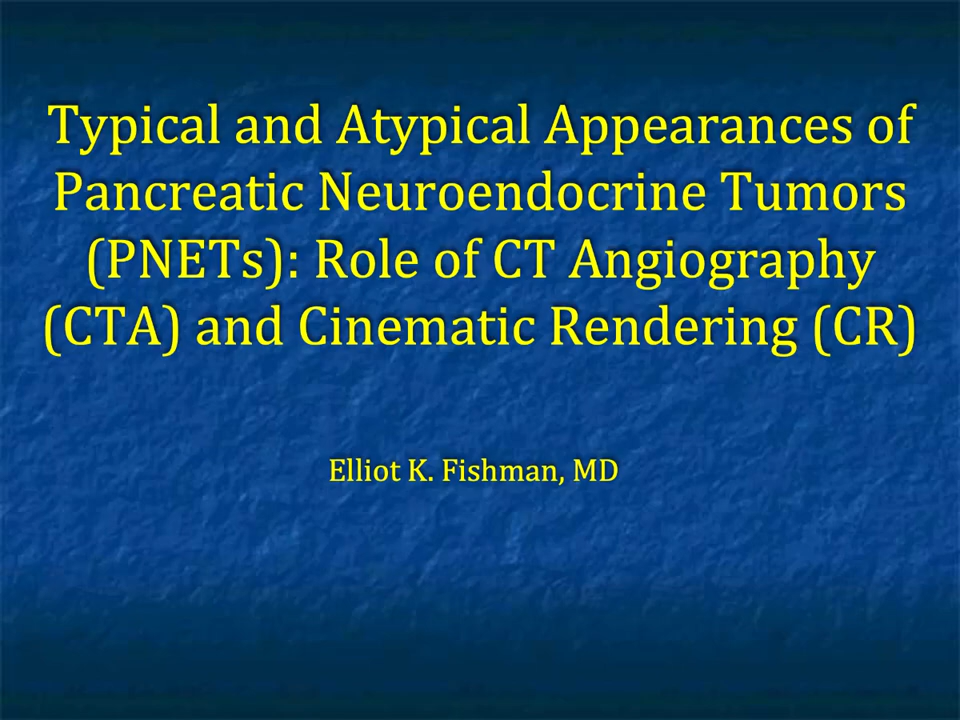 Typical and Atypical Appearances of
Pancreatic Neuroendocrine Tumors
(PNETs): Role of CT Angiography
(CTA) and Cinematic Rendering (CR)
Elliot K. Fishman, MD